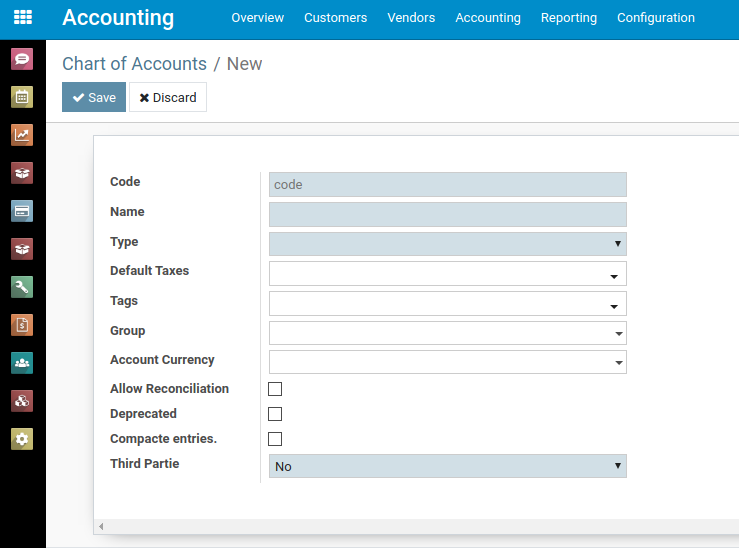 Accounting Overview Customers Vendors Accounting Reporting Configuration
Chart of Accounts / New
Save Discard
Code code
Name
Type
Default Taxes
Tags
Group
Account Currency
Allow Reconciliation
Deprecated
Compacte entries.
Third Partie No